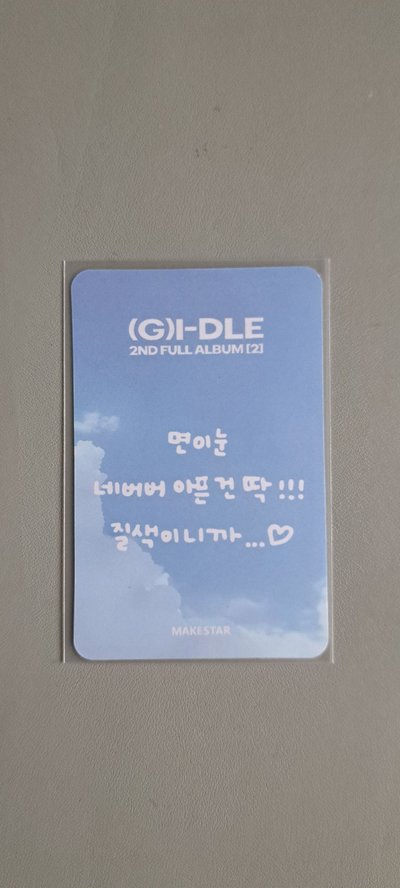 (G)I-DLE
2ND FULL ALBUM [2]
면이눈
네버버 아픈 건 딱 !!!
질색이니까 ...♡
MAKESTAR